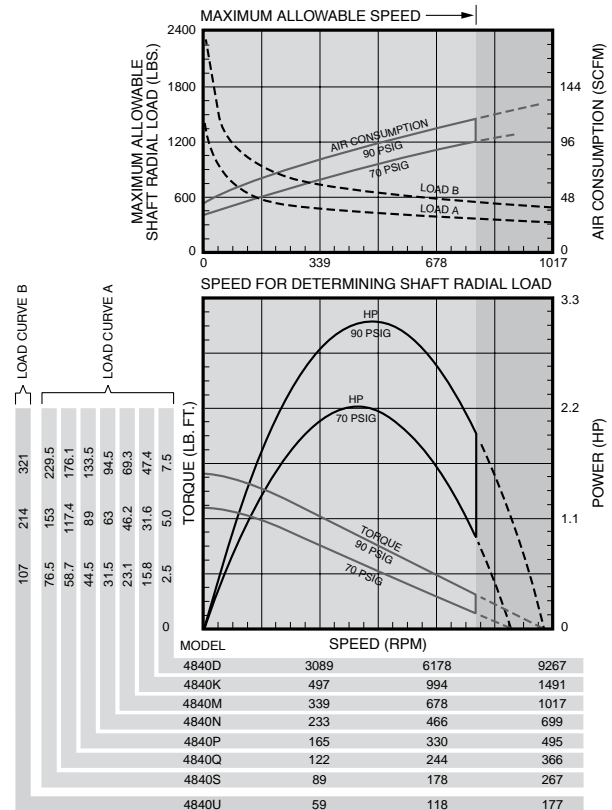 MAXIMUM ALLOWABLE SPEED
MAXIMUM ALLOWABLE
SHAFT RADIAL LOAD (LBS.)
2400
1800
1200
600
0
AIR CONSUMPTION
90 PSIG
70 PSIG
LOAD B
LOAD A
144
96
48
0
AIR CONSUMPTION (SCFM)
0 339 678 1017
SPEED FOR DETERMINING SHAFT RADIAL LOAD
LOAD CURVE B
LOAD CURVE A
321 229.5 176.1 133.5 94.5 69.3 47.4 7.5
214 153 117.4 89 63 46.2 31.6 5.0
107 76.5 58.7 44.5 31.5 23.1 15.8 2.5
0
TORQUE (LB. FT.)
HP
90 PSIG
HP
70 PSIG
TORQUE
90 PSIG
70 PSIG
3.3
2.2
1.1
0
POWER (HP)
MODEL SPEED (RPM)
4840D 3089 6178 9267
4840K 497 994 1491
4840M 339 678 1017
4840N 233 466 699
4840P 165 330 495
4840Q 122 244 366
4840S 89 178 267
4840U 59 118 177